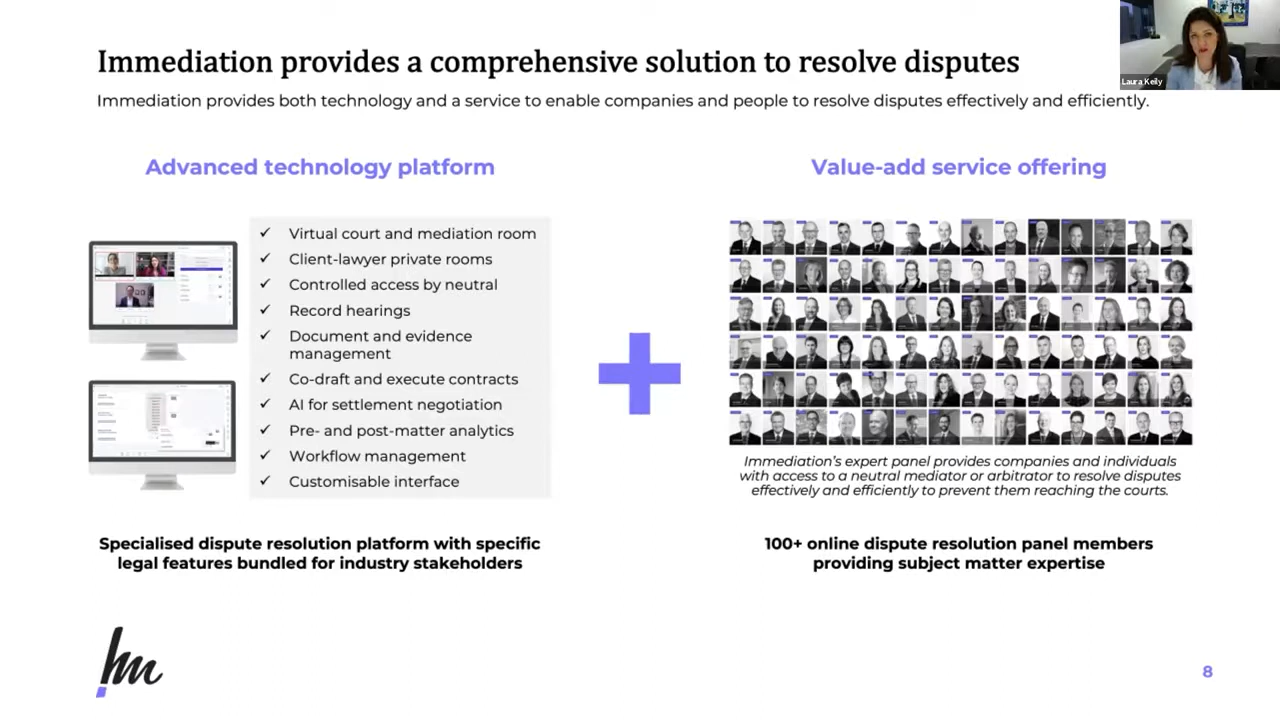 Immediation provides a comprehensive solution to resolve disputes
Laura Keily
Immediation provides both technology and a service to enable companies and people to resolve disputes effectively and efficiently.
Advanced technology platform
✓ Virtual court and mediation room
✓ Client-lawyer private rooms
✓ Controlled access by neutral
✓ Record hearings
✓ Document and evidence
management
✓ Co-draft and execute contracts
✓ AI for settlement negotiation
✓ Pre- and post-matter analytics
✓ Workflow management
✓ Customisable interface
Specialised dispute resolution platform with specific
legal features bundled for industry stakeholders
Value-add service offering
Immediation’s expert panel provides companies and individuals
with access to a neutral mediator or arbitrator to resolve disputes
effectively and efficiently to prevent them reaching the courts.
100+ online dispute resolution panel members
providing subject matter expertise
im
8